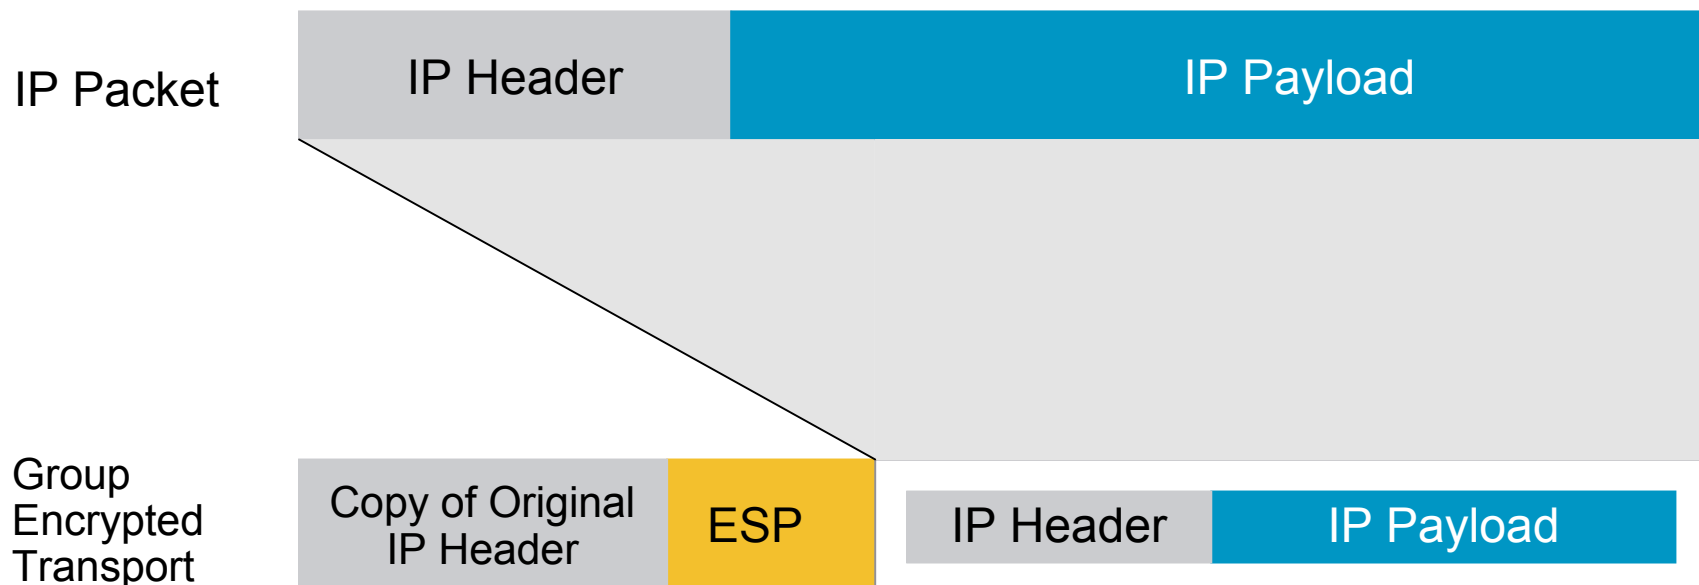 IP Packet
IP Header
IP Payload
Group
Encrypted
Transport
Copy of Original
IP Header
ESP
IP Header
IP Payload